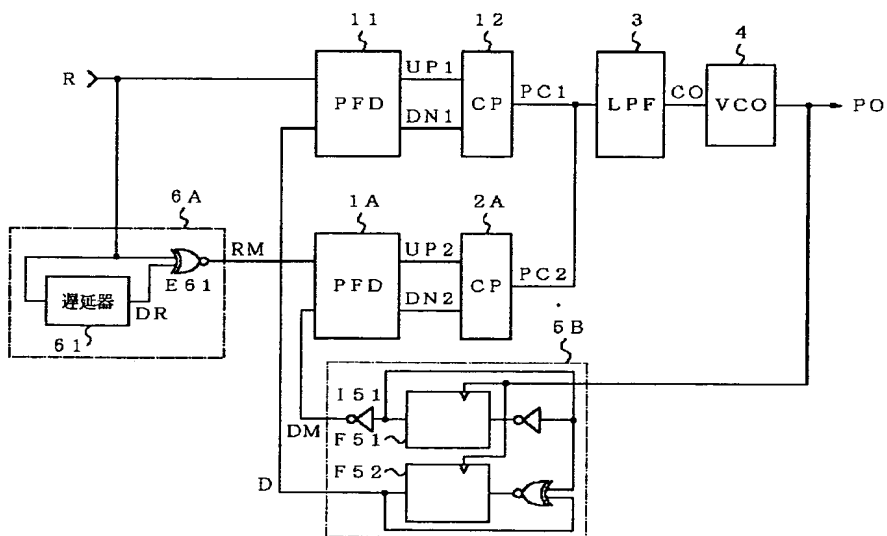 11
12
3
4
R
PFD
UP1
DN1
CP
PC1
LPF
CO
VCO
PO
6A
1A
2A
RM
E61
遅延器
DR
61
PFD
UP2
DN2
CP
PC2
5B
I51
DM
F51
F52
D